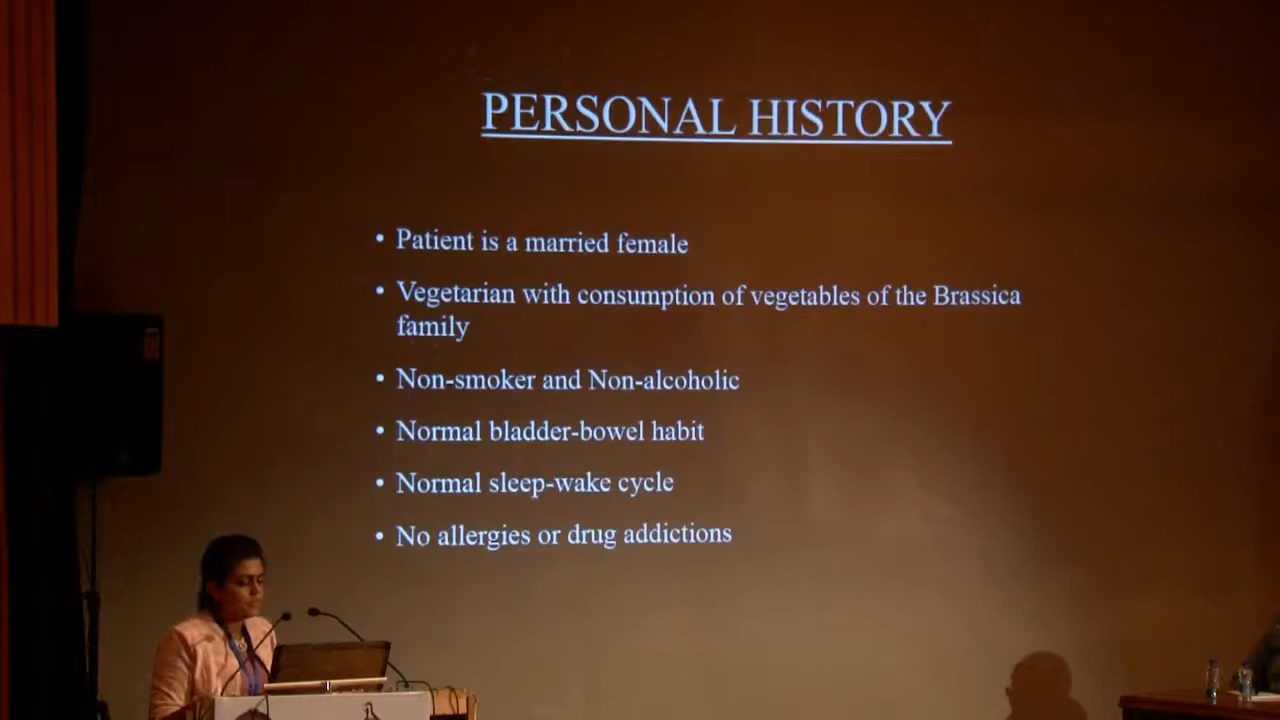 PERSONAL HISTORY
• Patient is a married female
• Vegetarian with consumption of vegetables of the Brassica
family
• Non-smoker and Non-alcoholic
• Normal bladder-bowel habit
• Normal sleep-wake cycle
• No allergies or drug addictions